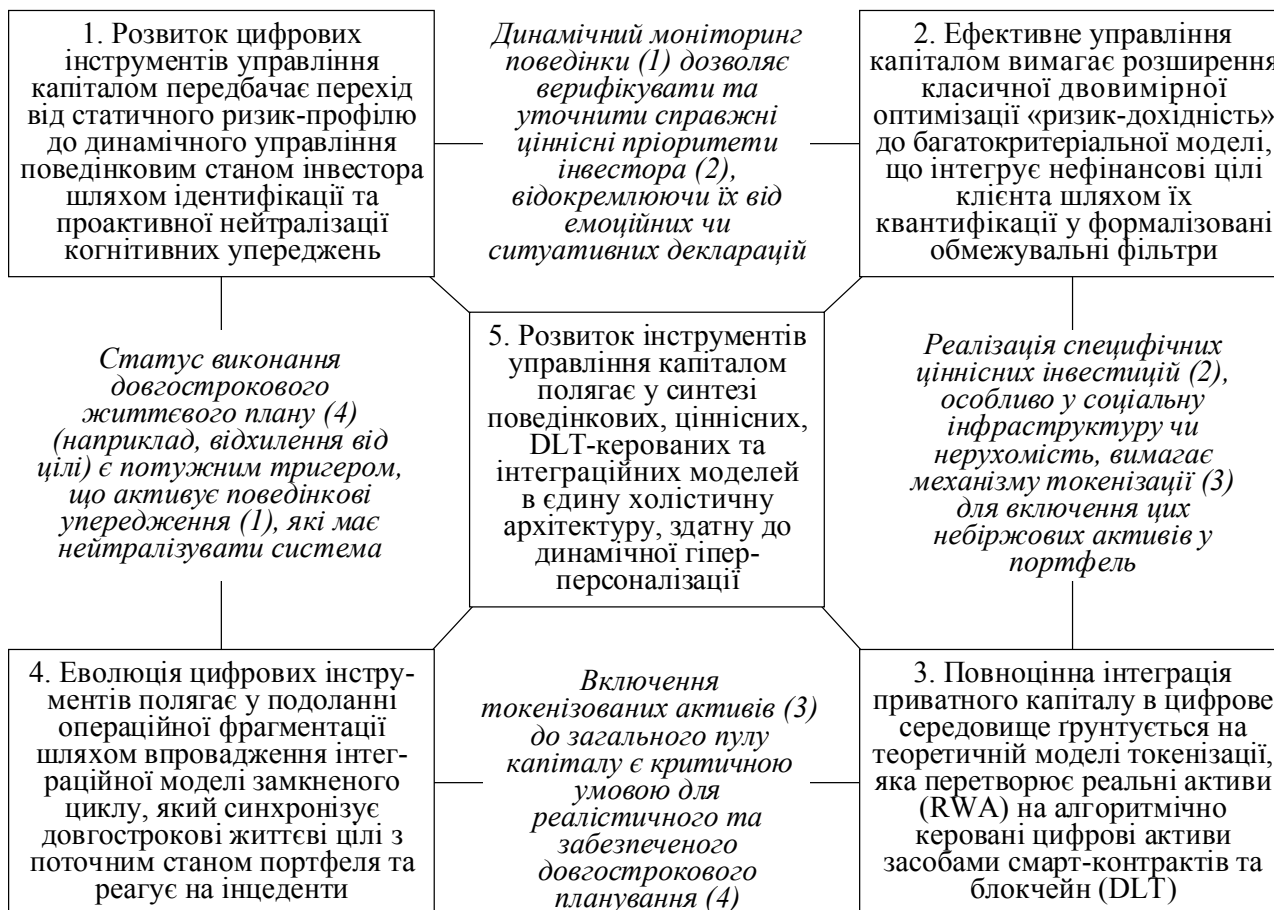 1. Розвиток цифрових
інструментів управління
капіталом передбачає перехід
від статичного ризик-профілю
до динамічного управління
поведінковим станом інвестора
шляхом ідентифікації та
проактивної нейтралізації
когнітивних упереджень
Динамічний моніторинг
поведінки (1) дозволяє
верифікувати та
уточнити справжні
ціннісні пріоритети
інвестора (2),
відокремлюючи їх від
емоційних чи
ситуативних декларацій
2. Ефективне управління
капіталом вимагає розширення
класичної двовимірної
оптимізації «ризик-дохідність»
до багатокритеріальної моделі,
що інтегрує нефінансові цілі
клієнта шляхом їх
квантифікації у формалізовані
обмежувальні фільтри
Статус виконання
довгострокового
життєвого плану (4)
(наприклад, відхилення від
цілі) є потужним тригером,
що активує поведінкові
упередження (1), які має
нейтралізувати система
5. Розвиток інструментів
управління капіталом
полягає у синтезі
поведінкових, ціннісних,
DLT-керованих та
інтеграційних моделей
в єдину холістичну
архітектуру, здатну до
динамічної гіпер-
персоналізації
Реалізація специфічних
ціннісних інвестицій (2),
особливо у соціальну
інфраструктуру чи
нерухомість, вимагає
механізму токенізації (3)
для включення цих
небіржових активів у
портфель
4. Еволюція цифрових інстру-
ментів полягає у подоланні
операційної фрагментації
шляхом впровадження інтег-
раційної моделі замкненого
циклу, який синхронізує
довгострокові життєві цілі з
поточним станом портфеля та
реагує на інцеденти
Включення
токенізованих активів (3)
до загального пулу
капіталу є критичною
умовою для
реалістичного та
забезпеченого
довгострокового
планування (4)
3. Повноцінна інтеграція
приватного капіталу в цифрове
середовище ґрунтується на
теоретичній моделі токенізації,
яка перетворює реальні активи
(RWA) на алгоритмічно
керовані цифрові активи
засобами смарт-контрактів та
блокчейн (DLT)